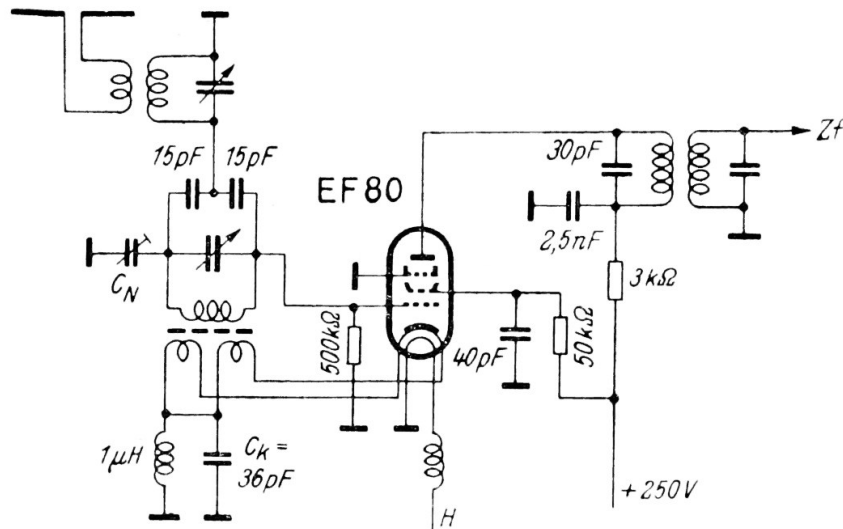 Zf
15pF 15pF
30pF
EF80
2,5nF
C_N
3kΩ
500kΩ
40pF
50kΩ
1μH
C_k =
36pF
+250V
H